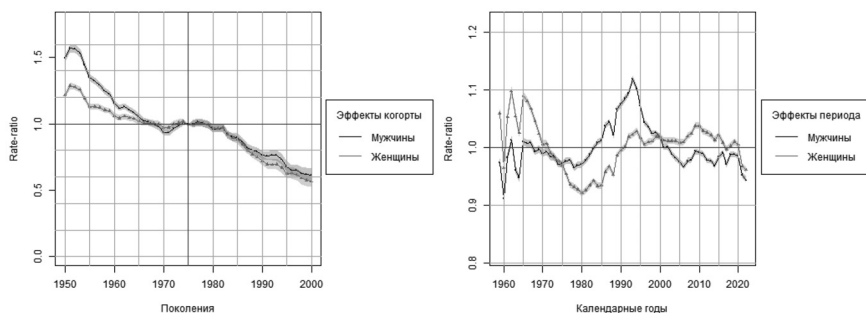 Rate-ratio
1.5
1.0
0.5
0.0
1950 1960 1970 1980 1990 2000
Поколения
Эффекты когорты
Мужчины
Женщины
Rate-ratio
1.2
1.1
1.0
0.9
0.8
1960 1970 1980 1990 2000 2010 2020
Календарные годы
Эффекты периода
Мужчины
Женщины